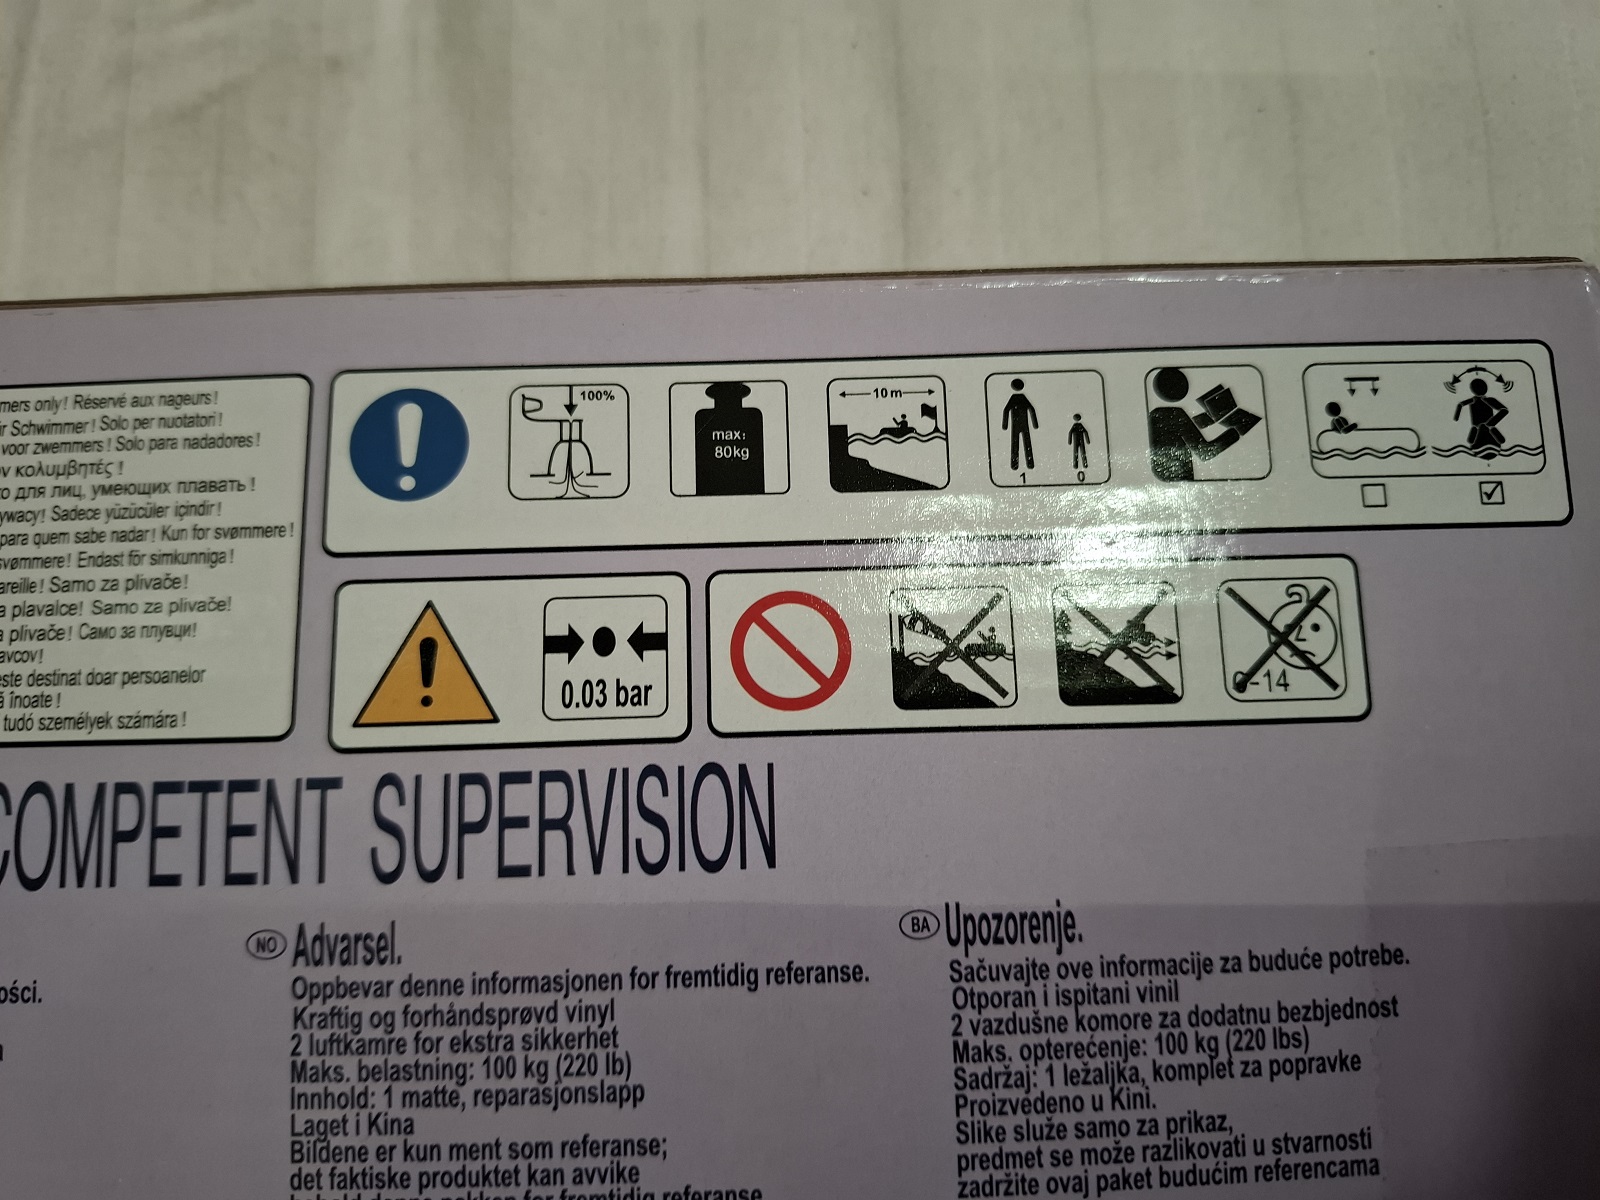 mers only! Réservé aux nageurs!
ir Schwimmer! Solo per nuotatori!
voor zwemmers! Solo para nadadores!
ν κολυμβητές!
о для лиц, умеющих плавать!
ywacy! Sadece yüzücüler içindir!
para quem sabe nadar! Kun for svømmere!
svømmere! Endast för simkunniga!
areille! Samo za plivače!
a plavalce! Samo za plivače!
a plivače! Само за плувци!
avcov!
ste destinat doar persoanelor
ă înoate!
tudó személyek számára!
100%
max:
80kg
10 m
1 0
0.03 bar
0-14
COMPETENT SUPERVISION
ości.
NO Advarsel.
Oppbevar denne informasjonen for fremtidig referanse.
Kraftig og forhåndsprøvd vinyl
2 luftkamre for ekstra sikkerhet
Maks. belastning: 100 kg (220 lb)
Innhold: 1 matte, reparasjonslapp
Laget i Kina
Bildene er kun ment som referanse;
det faktiske produktet kan avvike
behold denne pakken for fremtidig referanse
BA Upozorenje.
Sačuvajte ove informacije za buduće potrebe.
Otporan i ispitani vinil
2 vazdušne komore za dodatnu bezbjednost
Maks. opterećenje: 100 kg (220 lbs)
Sadržaj: 1 ležaljka, komplet za popravke
Proizvedeno u Kini.
Slike služe samo za prikaz,
predmet se može razlikovati u stvarnosti
zadržite ovaj paket budućim referencama